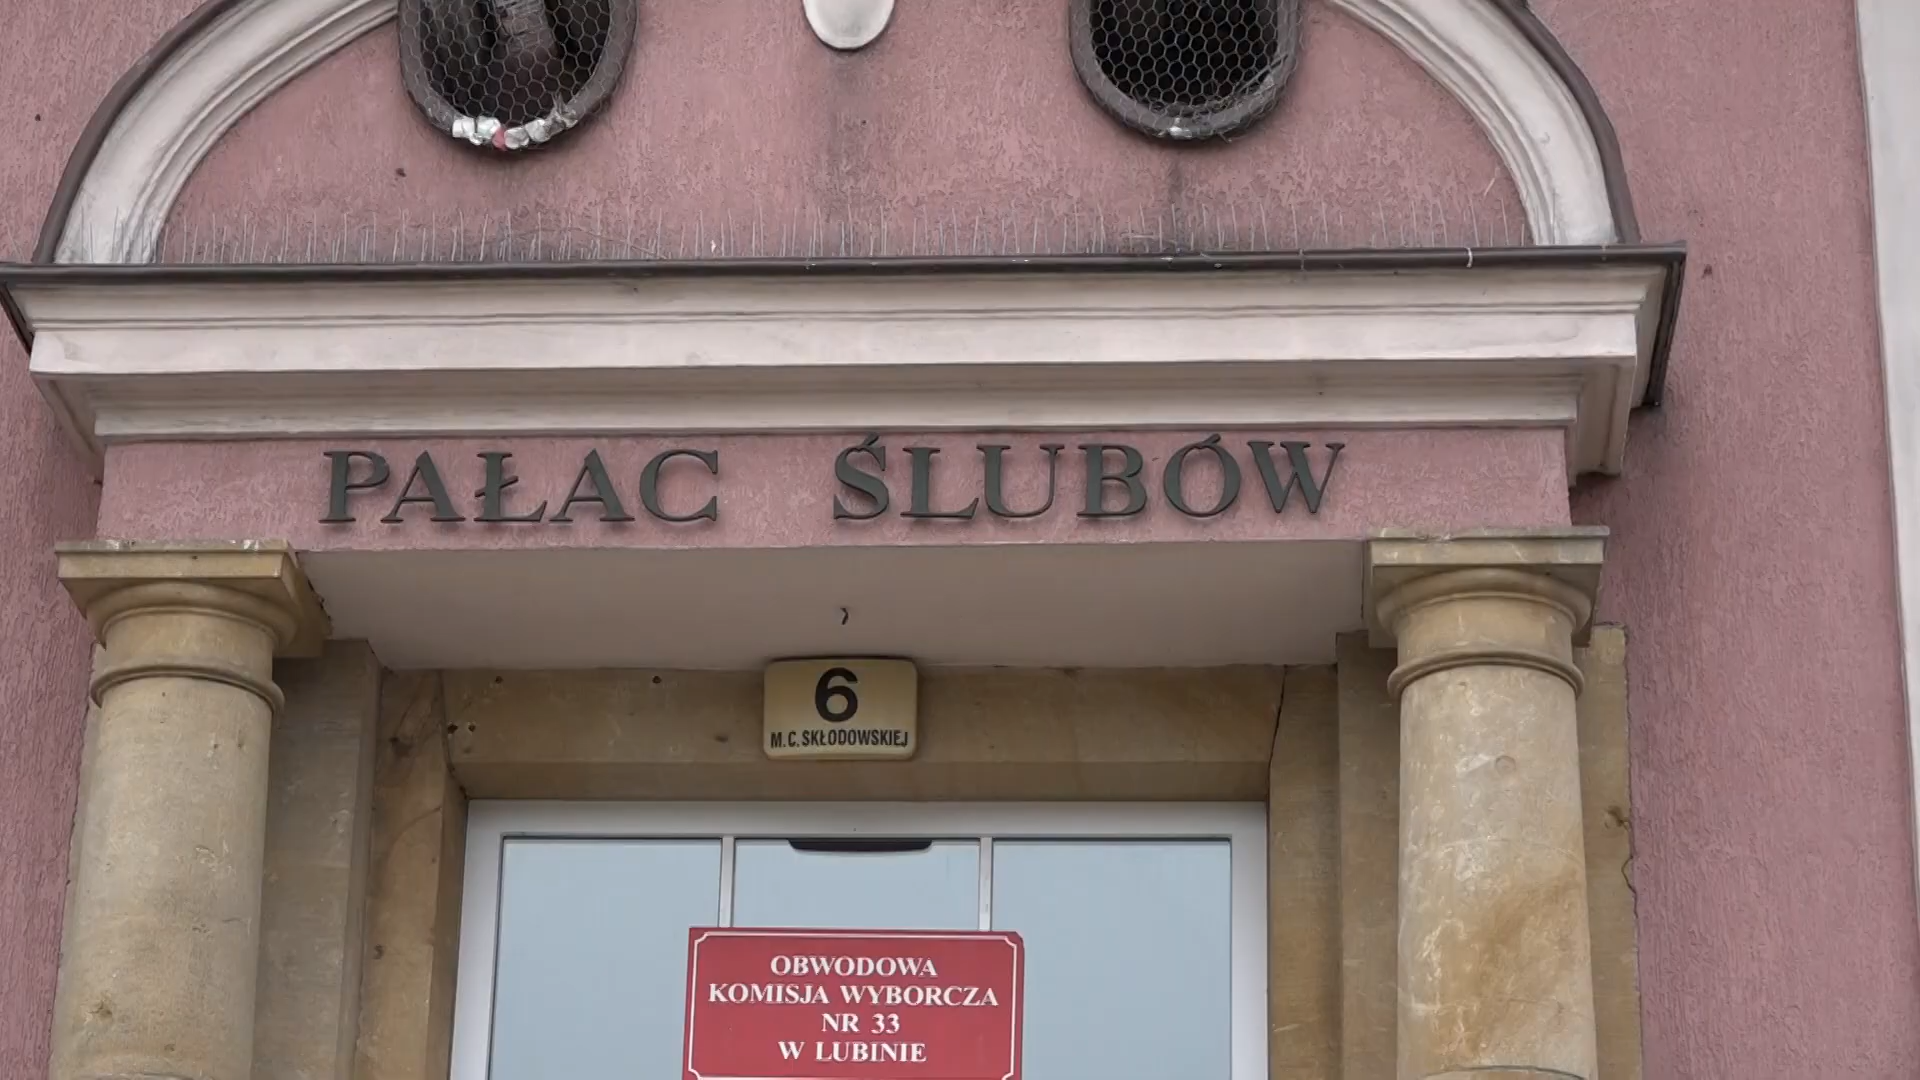 PAŁAC ŚLUBÓW
6
M.C. SKŁODOWSKIEJ
OBWODOWA
KOMISJA WYBORCZA
NR 33
W LUBINIE